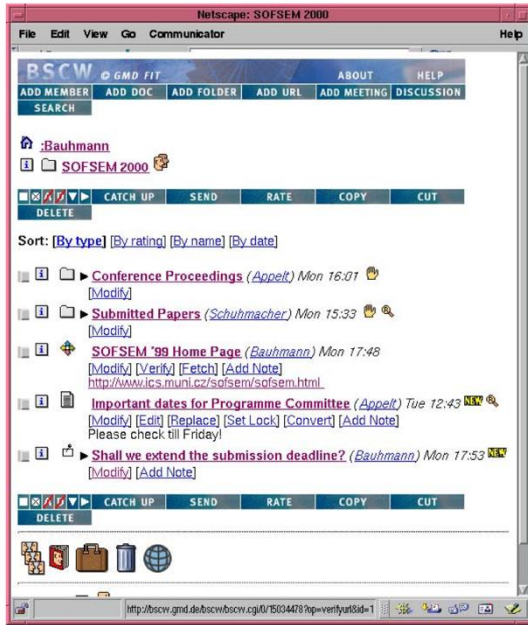 Netscape: SOFSEM 2000
File Edit View Go Communicator Help
BSCW © GMD FIT ABOUT HELP
ADD MEMBER ADD DOC ADD FOLDER ADD URL ADD MEETING DISCUSSION
SEARCH
:Bauhmann
SOFSEM 2000
CATCH UP SEND RATE COPY CUT
DELETE
Sort: [By type] [By rating] [By name] [By date]
Conference Proceedings (Appelt) Mon 16:01
[Modify]
Submitted Papers (Schuhmacher) Mon 15:33
[Modify]
SOFSEM '99 Home Page (Bauhmann) Mon 17:48
[Modify] [Verify] [Fetch] [Add Note]
http://www.ics.muni.cz/sofsem/sofsem.html
Important dates for Programme Committee (Appelt) Tue 12:43 NEW
[Modify] [Edit] [Replace] [Set Lock] [Convert] [Add Note]
Please check till Friday!
Shall we extend the submission deadline? (Bauhmann) Mon 17:53 NEW
[Modify] [Add Note]
CATCH UP SEND RATE COPY CUT
DELETE
http://bscw.gmd.de/bscw/bscw.cgi/0/15034478?op=verifyurl&id=1